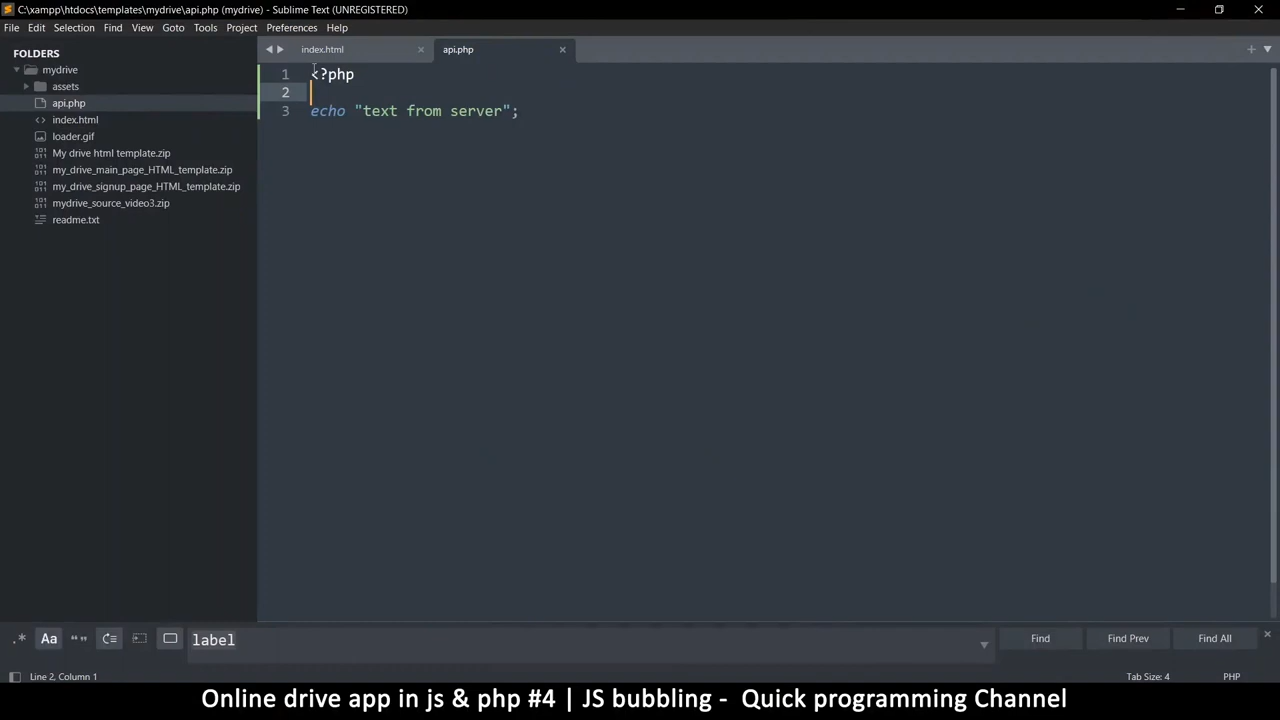 C:\xampp\htdocs\templates\mydrive\api.php (mydrive) - Sublime Text (UNREGISTERED)
File Edit Selection Find View Goto Tools Project Preferences Help
FOLDERS
mydrive
assets
api.php
index.html
loader.gif
My drive html template.zip
my_drive_main_page_HTML_template.zip
my_drive_signup_page_HTML_template.zip
mydrive_source_video3.zip
readme.txt
index.html api.php
1 <?php
2
3 echo "text from server";
.* Aa “” label Find Find Prev Find All
Line 2, Column 1 Tab Size: 4 PHP
Online drive app in js & php #4 | JS bubbling - Quick programming Channel